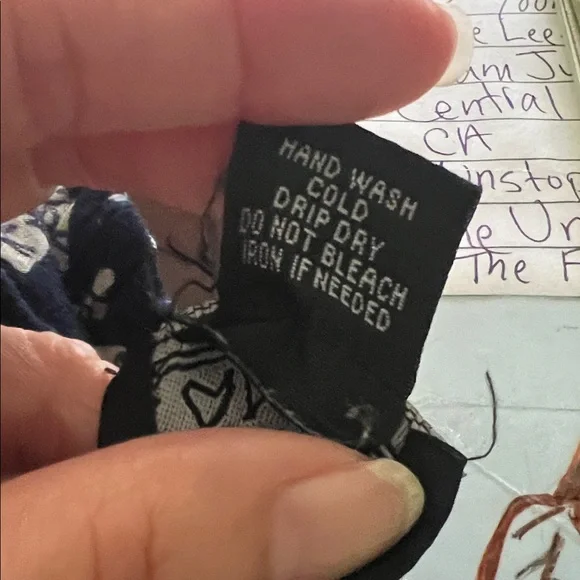 HAND WASH
COLD
DRIP DRY
DO NOT BLEACH
IRON IF NEEDED
Lee
Central
CA
The